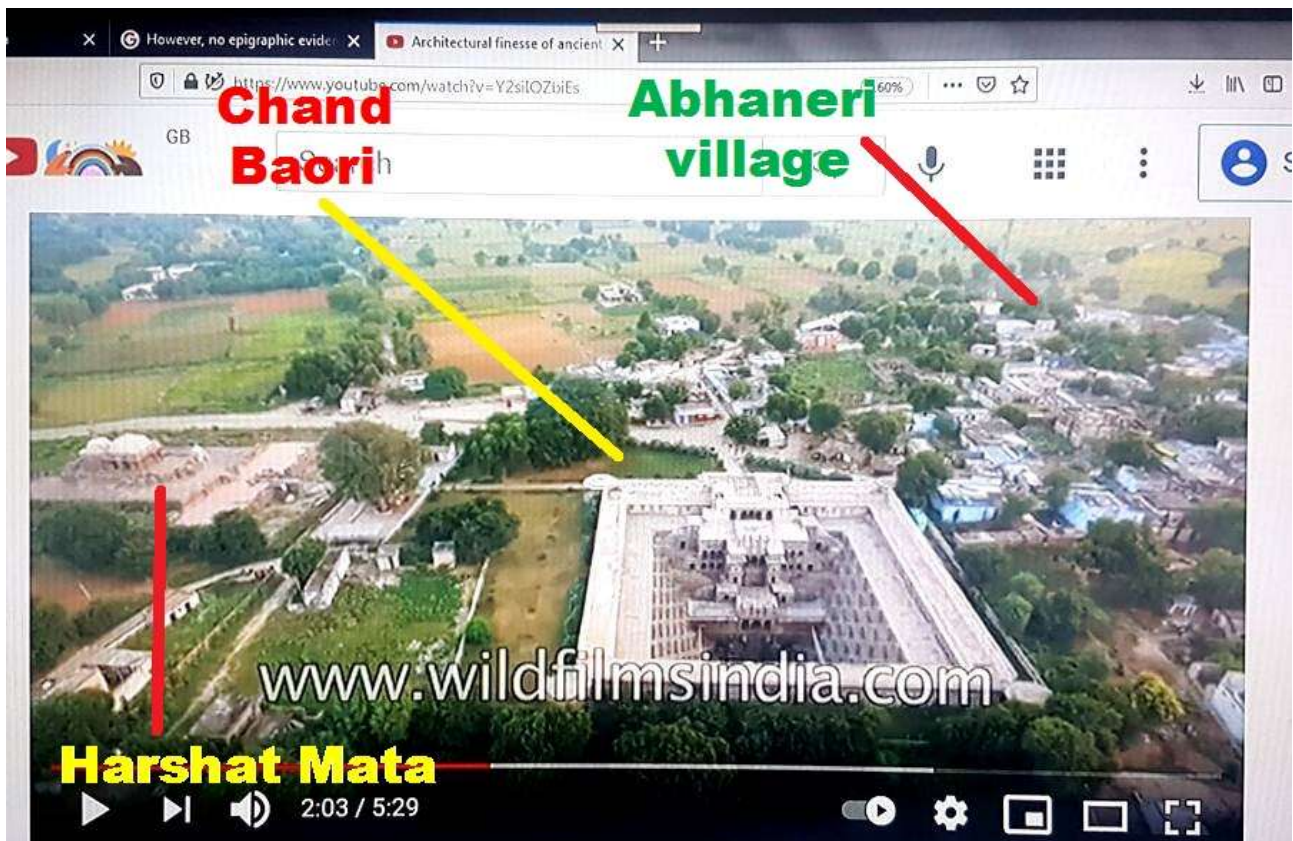 However, no epigraphic evide
Architectural finesse of ancient
https://www.youtube.com/watch?v=Y2siIOZbiEs
60%
Chand
Baori
Abhaneri
village
GB
www.wildfilmsindia.com
Harshat Mata
2:03 / 5:29